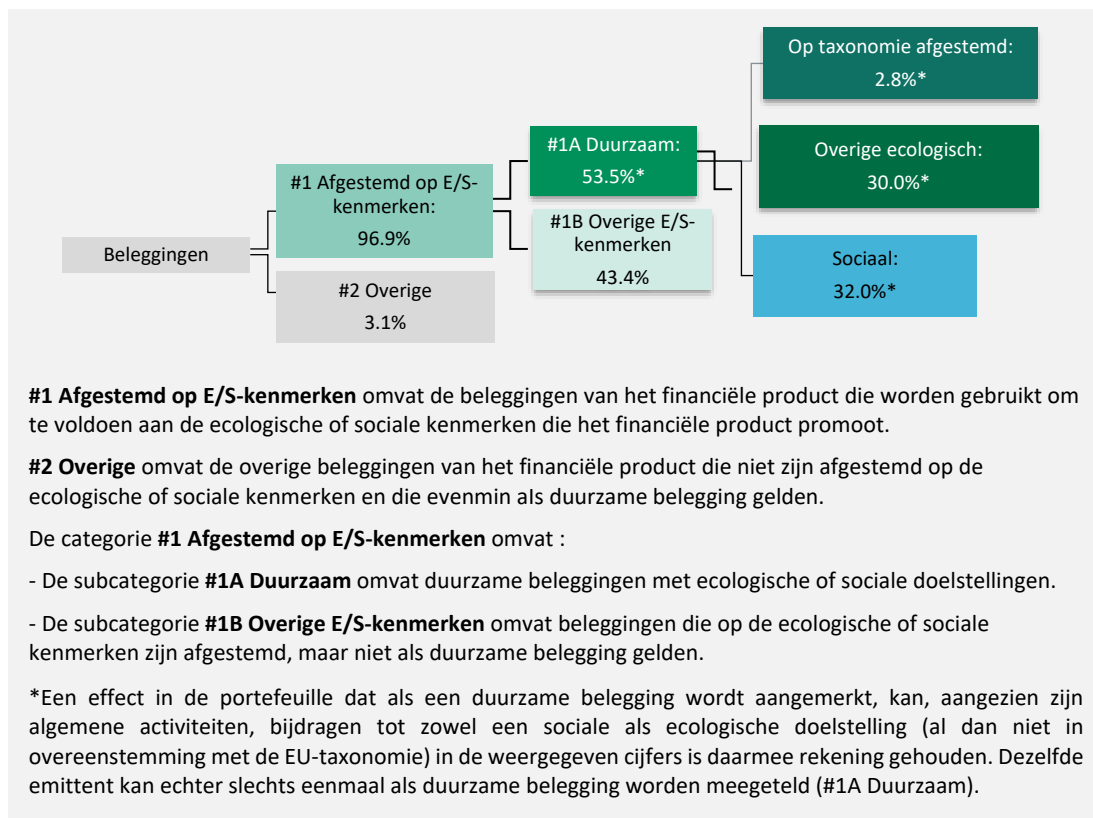 Op taxonomie afgestemd:
2.8%*
#1A Duurzaam:
53.5%*
Overige ecologisch:
30.0%*
#1 Afgestemd op E/S-
kenmerken:
96.9%
#1B Overige E/S-
kenmerken
43.4%
Beleggingen
Sociaal:
32.0%*
#2 Overige
3.1%
#1 Afgestemd op E/S-kenmerken omvat de beleggingen van het financiële product die worden gebruikt om
te voldoen aan de ecologische of sociale kenmerken die het financiële product promoot.
#2 Overige omvat de overige beleggingen van het financiële product die niet zijn afgestemd op de
ecologische of sociale kenmerken en die evenmin als duurzame belegging gelden.
De categorie #1 Afgestemd op E/S-kenmerken omvat :
- De subcategorie #1A Duurzaam omvat duurzame beleggingen met ecologische of sociale doelstellingen.
- De subcategorie #1B Overige E/S-kenmerken omvat beleggingen die op de ecologische of sociale
kenmerken zijn afgestemd, maar niet als duurzame belegging gelden.
*Een effect in de portefeuille dat als een duurzame belegging wordt aangemerkt, kan, aangezien zijn
algemene activiteiten, bijdragen tot zowel een sociale als ecologische doelstelling (al dan niet in
overeenstemming met de EU-taxonomie) in de weergegeven cijfers is daarmee rekening gehouden. Dezelfde
emittent kan echter slechts eenmaal als duurzame belegging worden meegeteld (#1A Duurzaam).